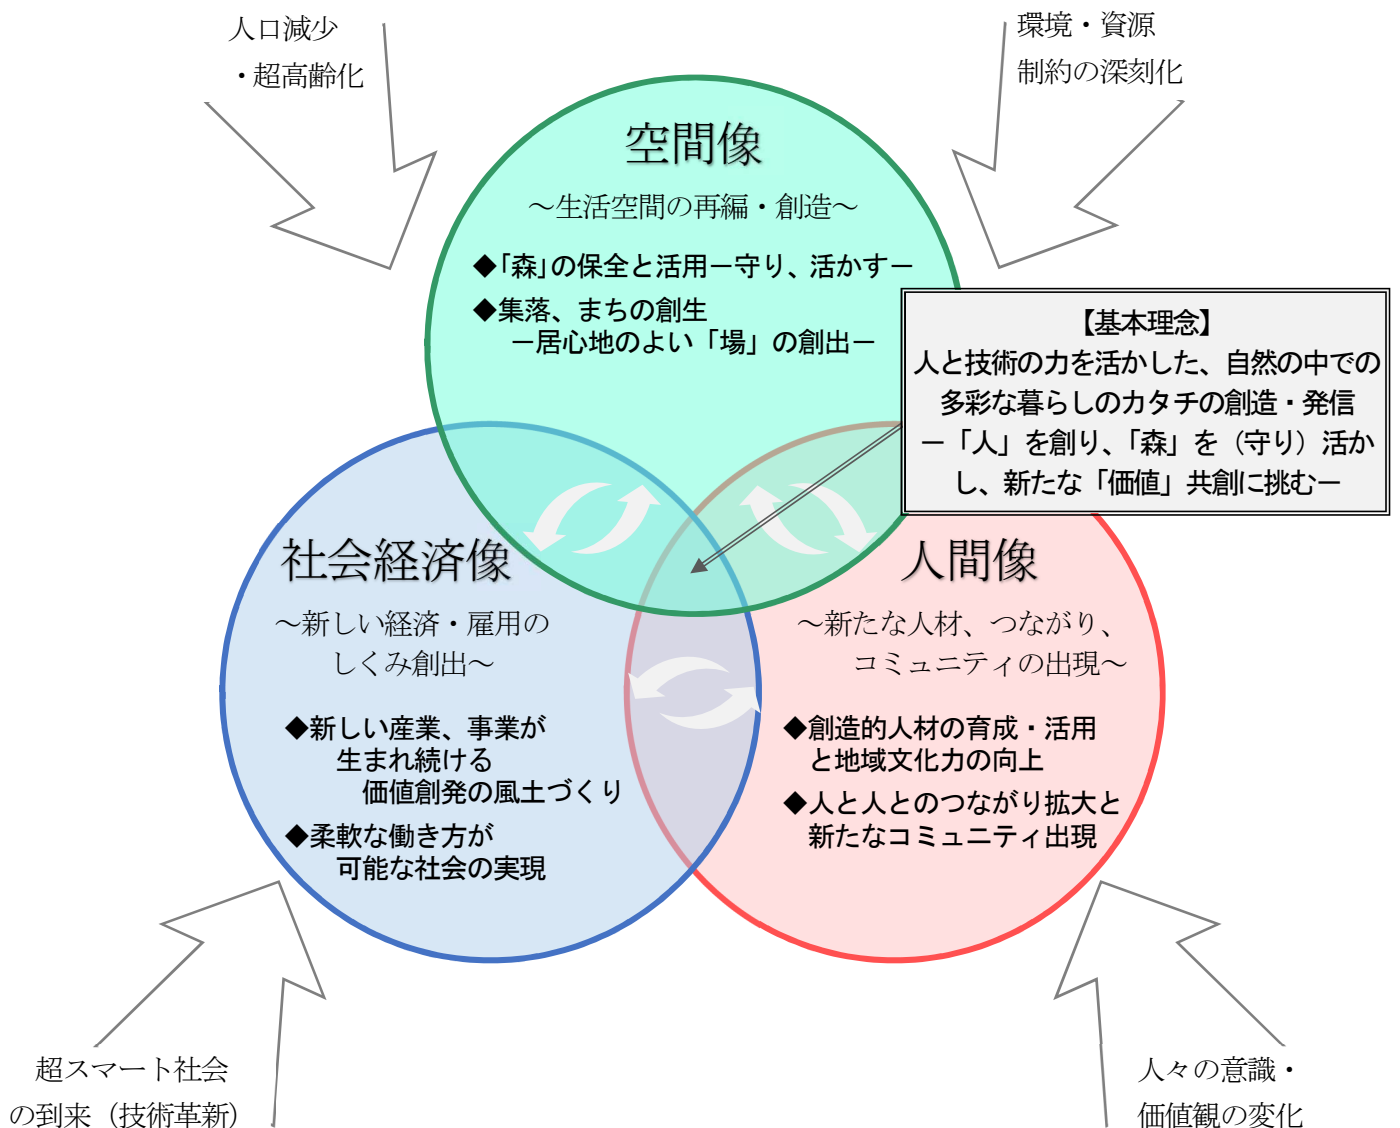 人口減少
・超高齢化
環境・資源
制約の深刻化
空間像
～生活空間の再編・創造～
◆「森」の保全と活用－守り、活かす－
◆集落、まちの創生
－居心地のよい「場」の創出－
【基本理念】
人と技術の力を活かした、自然の中での
多彩な暮らしのカタチの創造・発信
－「人」を創り、「森」を（守り）活か
し、新たな「価値」共創に挑む－
社会経済像
～新しい経済・雇用の
しくみ創出～
◆新しい産業、事業が
生まれ続ける
価値創発の風土づくり
◆柔軟な働き方が
可能な社会の実現
人間像
～新たな人材、つながり、
コミュニティの出現～
◆創造的人材の育成・活用
と地域文化力の向上
◆人と人とのつながり拡大と
新たなコミュニティ出現
超スマート社会
の到来（技術革新）
人々の意識・
価値観の変化